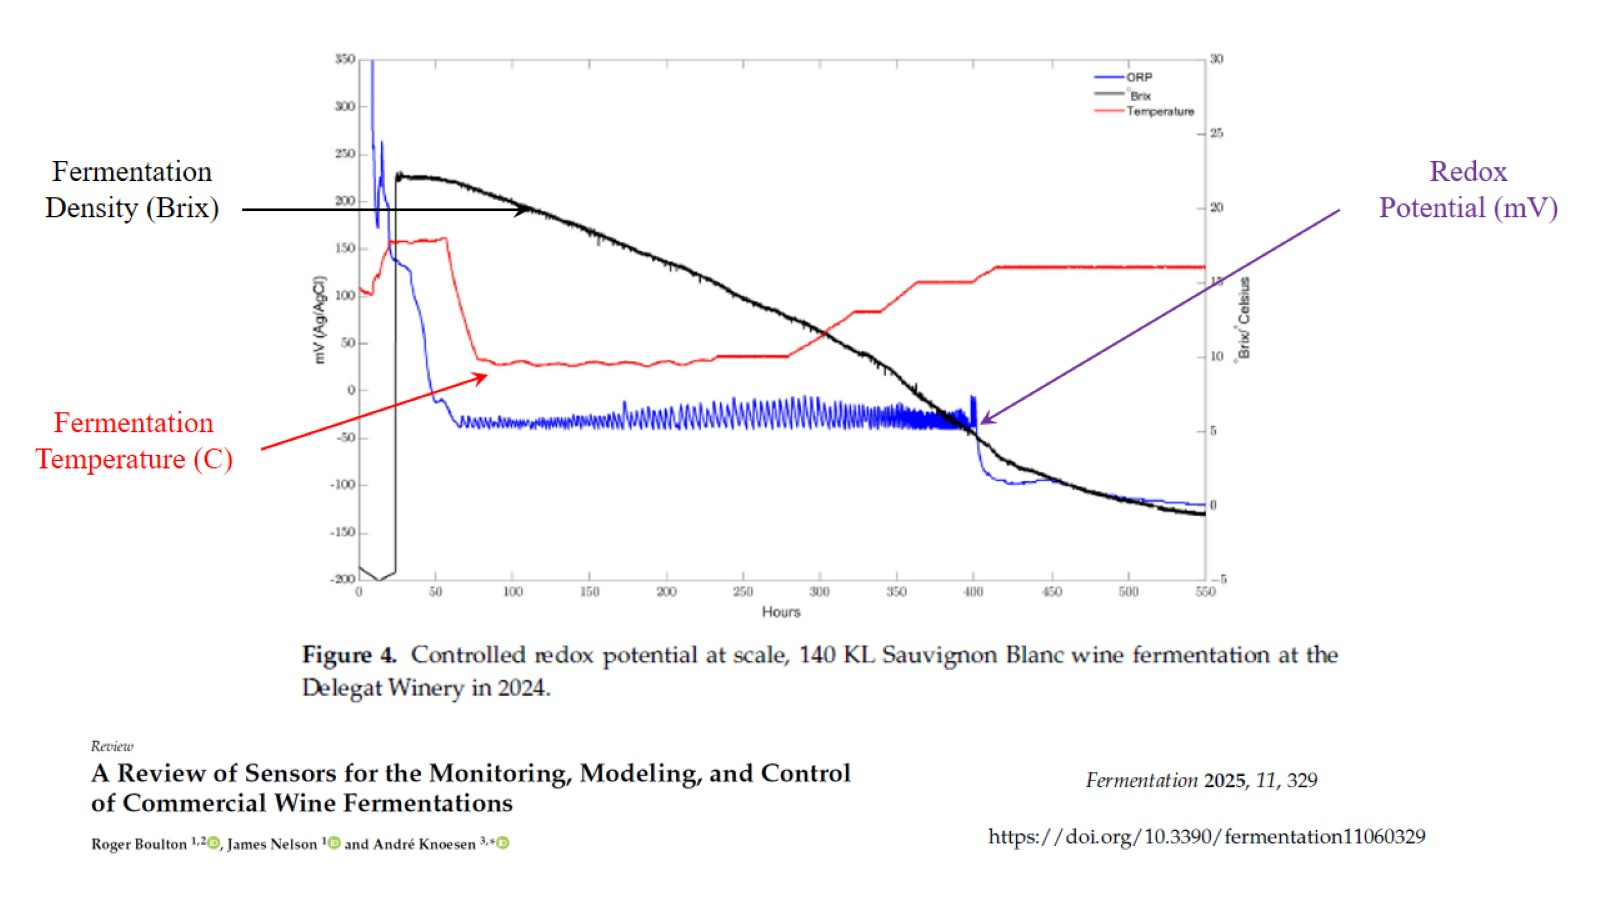 350
300
250
200
150
100
50
0
-50
-100
-150
-200
mV (Ag/AgCl)
30
25
20
15
10
5
0
-5
°Brix/°Celsius
ORP
°Brix
Temperature
0 50 100 150 200 250 300 350 400 450 500 550
Hours
Fermentation
Density (Brix)
Redox
Potential (mV)
Fermentation
Temperature (C)
Figure 4. Controlled redox potential at scale, 140 KL Sauvignon Blanc wine fermentation at the
Delegat Winery in 2024.
Review
A Review of Sensors for the Monitoring, Modeling, and Control
of Commercial Wine Fermentations
Roger Boulton 1,2 iD, James Nelson 1 iD and André Knoesen 3,* iD
Fermentation 2025, 11, 329
https://doi.org/10.3390/fermentation11060329